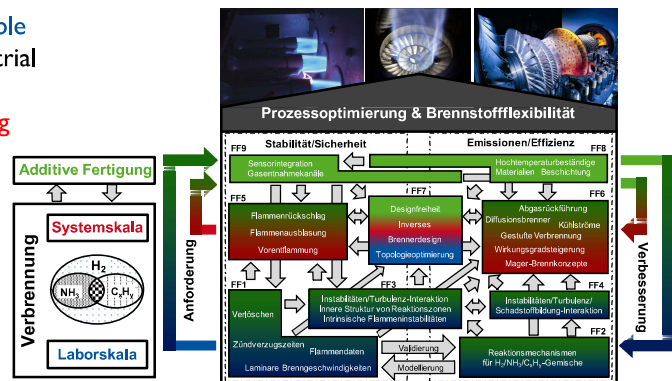 ble
trial
g
Prozessoptimierung & Brennstoffflexibilität
FF9
Stabilität/Sicherheit
Emissionen/Effizienz
FF8
Additive Fertigung
Sensorintegration
Gasentnahmekanäle
Hochtemperaturbeständige
Materialien Beschichtung
FF5
FF7
FF6
Systemskala
Flammenrückschlag
Flammenausblasung
Vorentflammung
Designfreiheit
Inverses
Brennerdesign
Topologieoptimierung
Abgasrückführung
Diffusionsbrenner
Kühlströme
Gestufte Verbrennung
Wirkungsgradsteigerung
Mager-Brennkonzepte
Verbrennung
H2
NH3
CxHy
Anforderung
Verbesserung
FF1
FF3
FF4
Verlöschen
Zündverzugszeiten
Flammendaten
Laminare Brenngeschwindigkeiten
Instabilitäten/Turbulenz-Interaktion
Innere Struktur von Reaktionszonen
Intrinsische Flammeninstabilitäten
Instabilitäten/Turbulenz/
Schadstoffbildung-Interaktion
FF2
Laborskala
Validierung
Modellierung
Reaktionsmechanismen
für H2/NH3/CxHy-Gemische